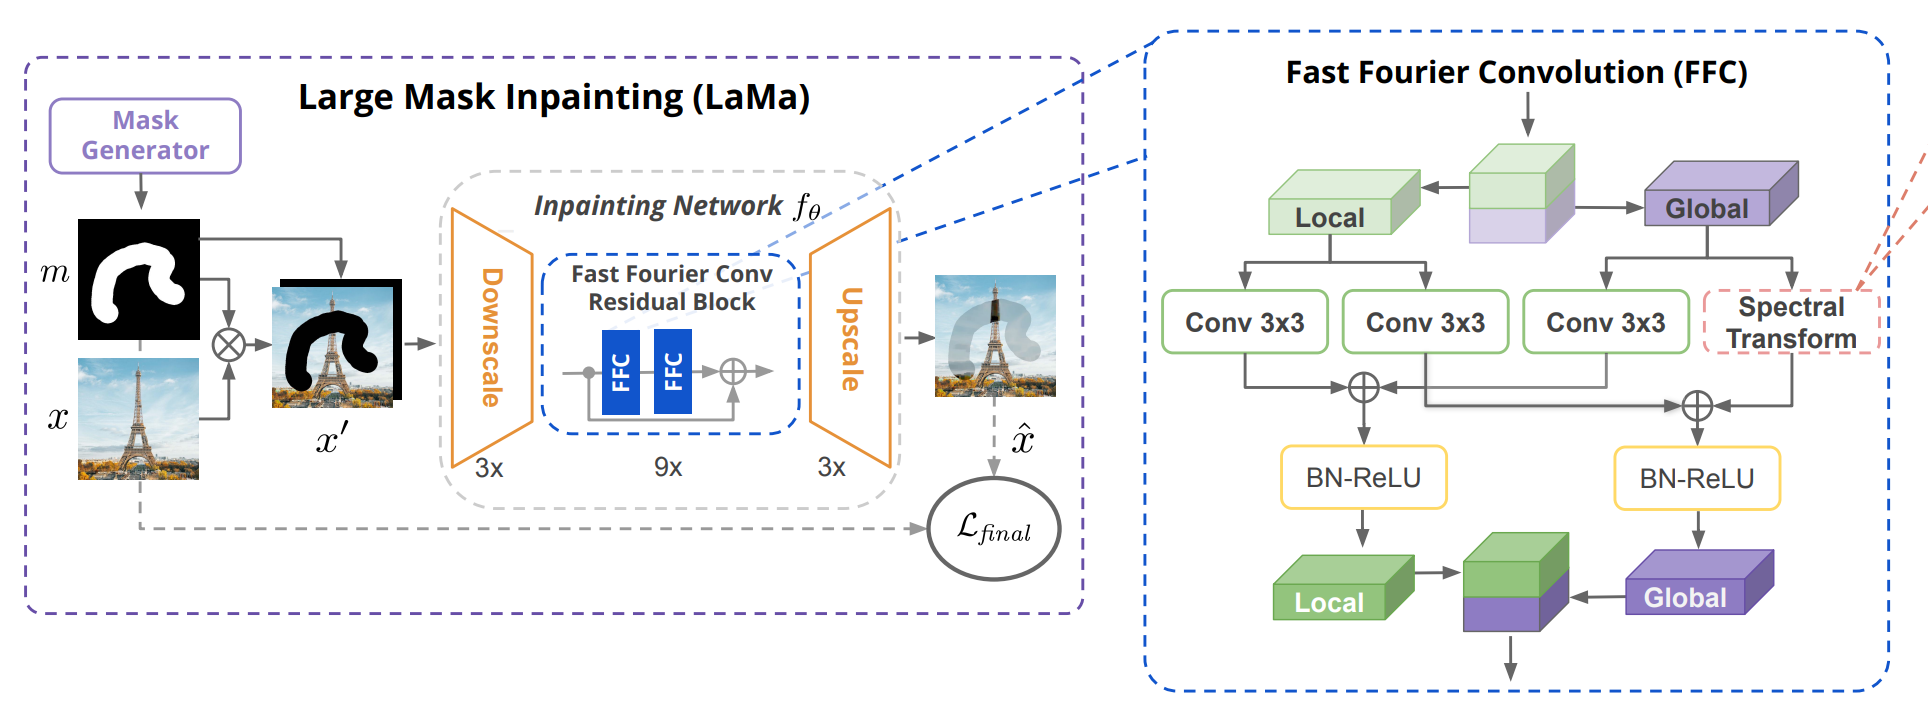 Large Mask Inpainting (LaMa)
Mask
Generator
m
x
x′
Inpainting Network fθ
Downscale
Fast Fourier Conv
Residual Block
FFC
FFC
Upscale
3x
9x
3x
x̂
ℒfinal
Fast Fourier Convolution (FFC)
Local
Global
Conv 3x3
Conv 3x3
Conv 3x3
Spectral
Transform
BN-ReLU
BN-ReLU
Local
Global